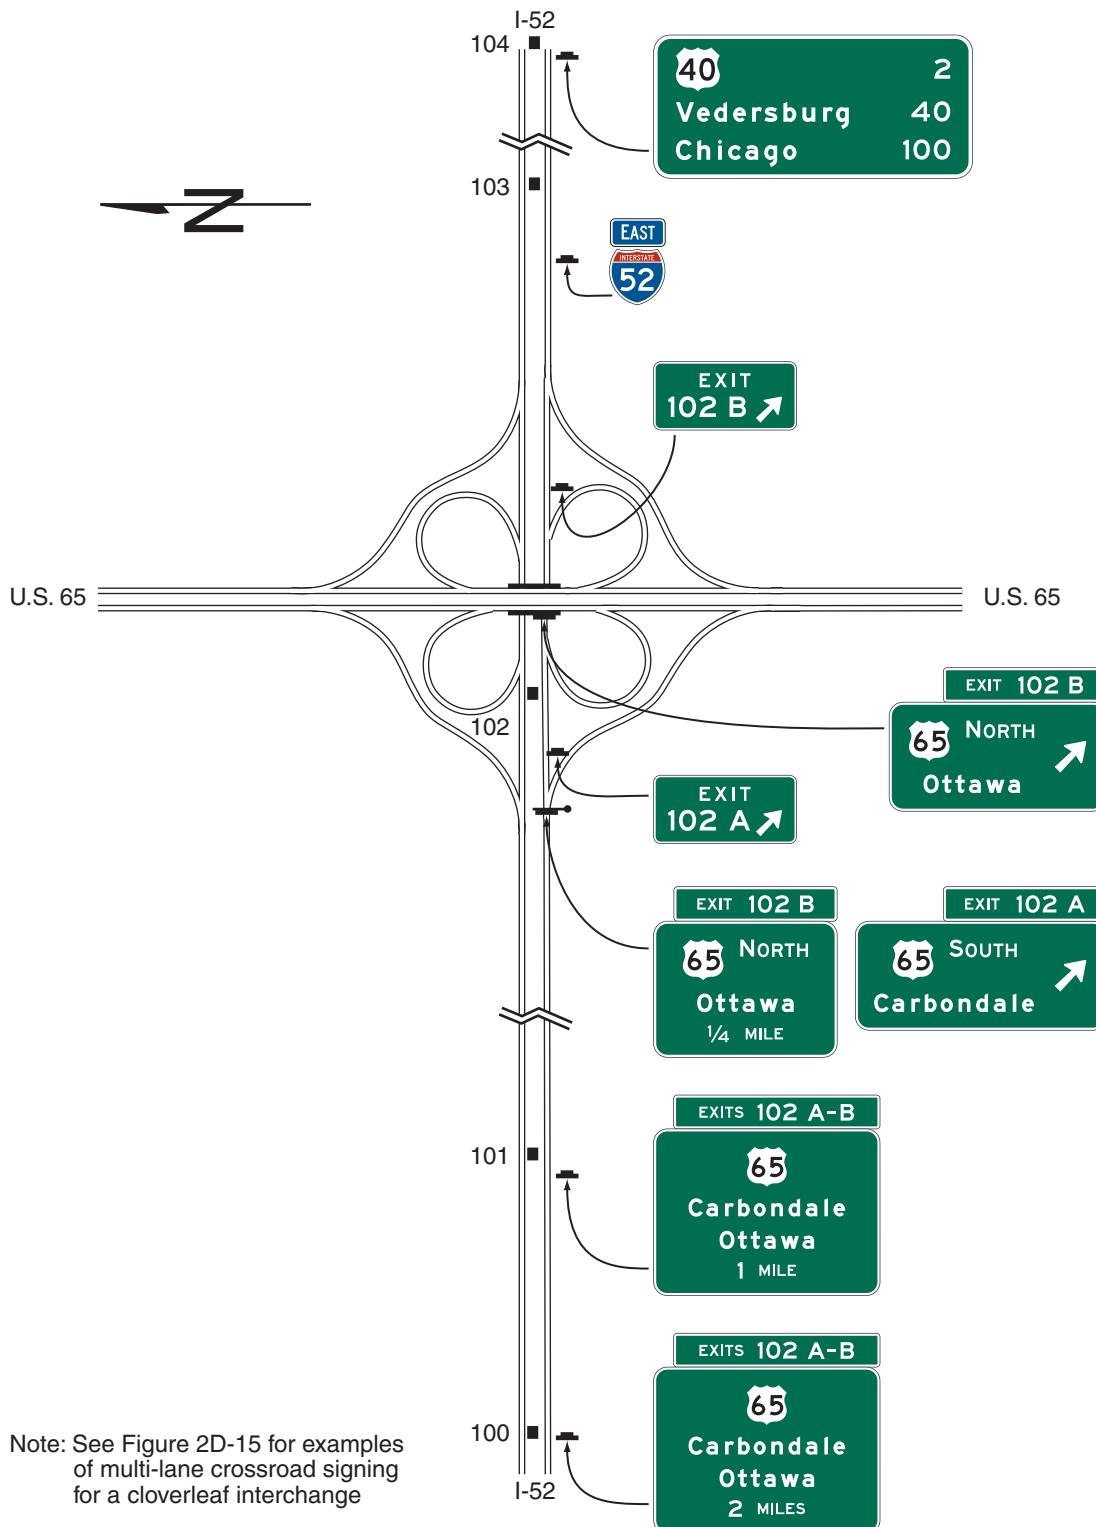 I-52
104
40 2
Vedersburg 40
Chicago 100
103
N
EAST
INTERSTATE
52
EXIT
102 B
U.S. 65
U.S. 65
EXIT 102 B
65 NORTH
Ottawa
102
EXIT
102 A
EXIT 102 B
65 NORTH
Ottawa
1/4 MILE
EXIT 102 A
65 SOUTH
Carbondale
101
EXITS 102 A-B
65
Carbondale
Ottawa
1 MILE
EXITS 102 A-B
65
Carbondale
Ottawa
2 MILES
100
I-52
Note: See Figure 2D-15 for examples
of multi-lane crossroad signing
for a cloverleaf interchange